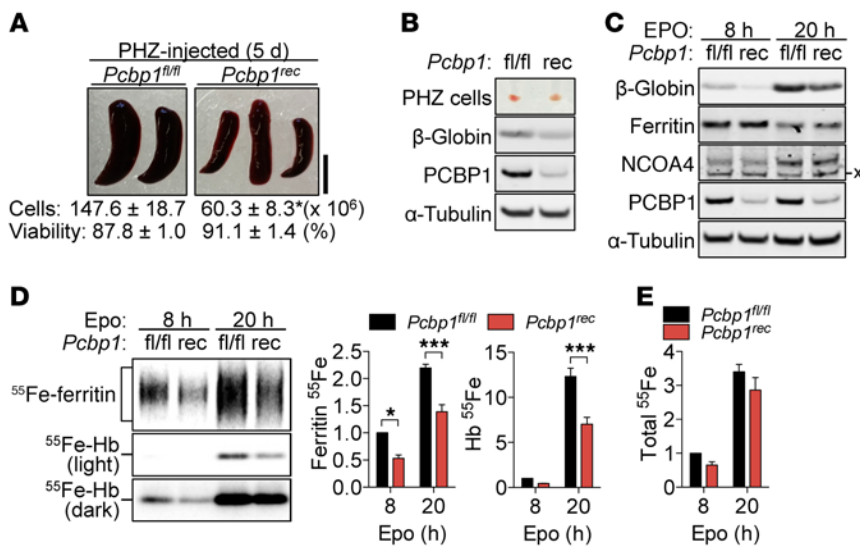 A
PHZ-injected (5 d)
Pcbp1fl/fl Pcbp1rec
Cells: 147.6 ± 18.7 60.3 ± 8.3*(x 10⁶)
Viability: 87.8 ± 1.0 91.1 ± 1.4 (%)
B
Pcbp1: fl/fl rec
PHZ cells
β-Globin
PCBP1
α-Tubulin
C
EPO: 8 h 20 h
Pcbp1: fl/fl rec fl/fl rec
β-Globin
Ferritin
NCOA4
x
PCBP1
α-Tubulin
D
Epo: 8 h 20 h
Pcbp1: fl/fl rec fl/fl rec
⁵⁵Fe-ferritin
⁵⁵Fe-Hb
(light)
⁵⁵Fe-Hb
(dark)
Pcbp1fl/fl Pcbp1rec
Ferritin ⁵⁵Fe
2.5
2.0
1.5
1.0
0.5
0.0
*
***
8 20
Epo (h)
Hb ⁵⁵Fe
15
10
5
0
***
8 20
Epo (h)
E
Pcbp1fl/fl
Pcbp1rec
Total ⁵⁵Fe
4
3
2
1
0
8 20
Epo (h)